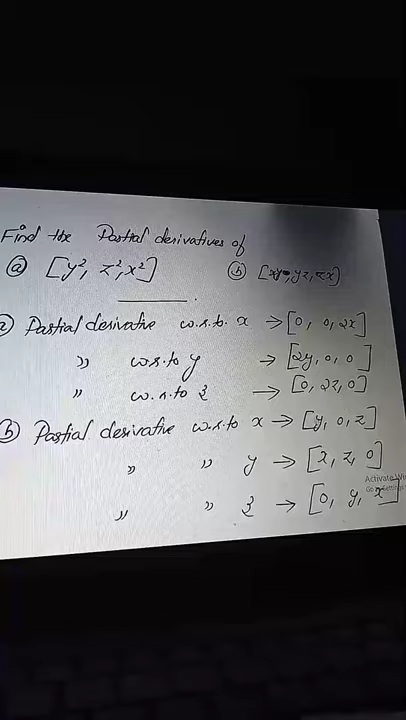 Find the Partial derivatives of
ⓐ [y², z², x²] ⓑ [xy, yz, zx]
ⓐ Partial derivative w.r.to. x → [0, 0, 2x]
" w.r.to y → [2y, 0, 0]
" w.r.to z → [0, 2z, 0]
ⓑ Partial derivative w.r.to x → [y, 0, z]
" " y → [x, z, 0]
Activate Wi
" " z → [0, y, x]